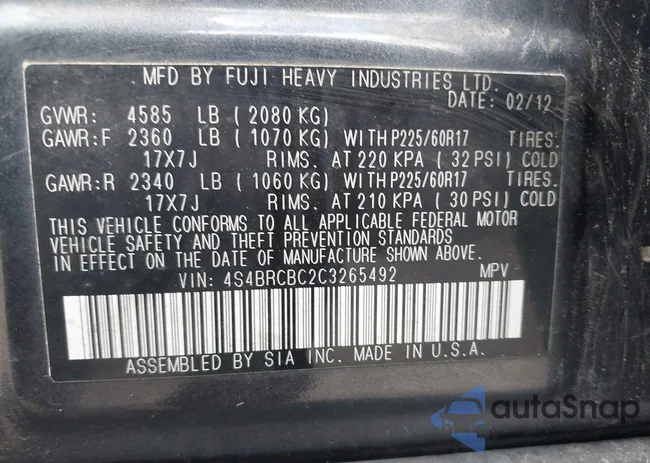 MFD BY FUJI HEAVY INDUSTRIES LTD.
DATE: 02/12
GVWR: 4585 LB ( 2080 KG)
GAWR:F 2360 LB ( 1070 KG) WITH P225/60R17 TIRES.
17X7J RIMS. AT 220 KPA ( 32 PSI) COLD
GAWR:R 2340 LB ( 1060 KG) WITH P225/60R17 TIRES.
17X7J RIMS. AT 210 KPA ( 30 PSI) COLD
THIS VEHICLE CONFORMS TO ALL APPLICABLE FEDERAL MOTOR
VEHICLE SAFETY AND THEFT PREVENTION STANDARDS
IN EFFECT ON THE DATE OF MANUFACTURE SHOWN ABOVE.
VIN: 4S4BRCBC2C3265492 MPV
ASSEMBLED BY SIA INC. MADE IN U.S.A.
autaSnap